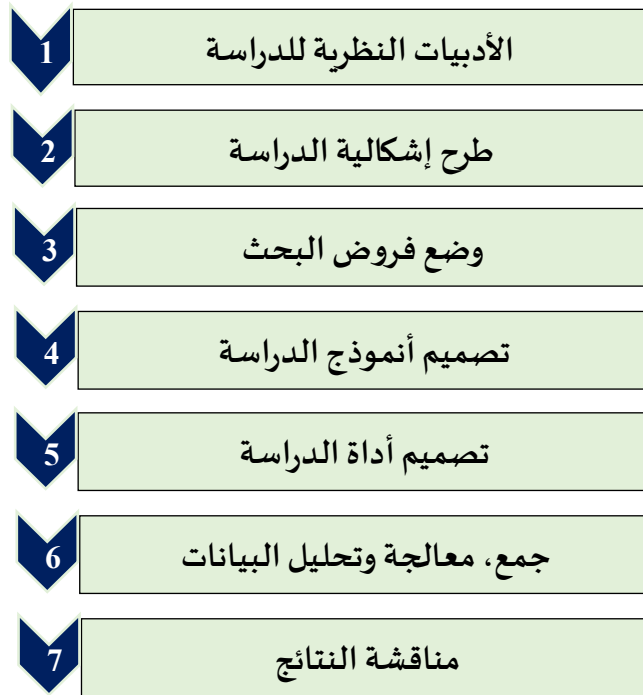 1 الأدبيات النظرية للدراسة
2 طرح إشكالية الدراسة
3 وضع فروض البحث
4 تصميم أنموذج الدراسة
5 تصميم أداة الدراسة
6 جمع، معالجة وتحليل البيانات
7 مناقشة النتائج